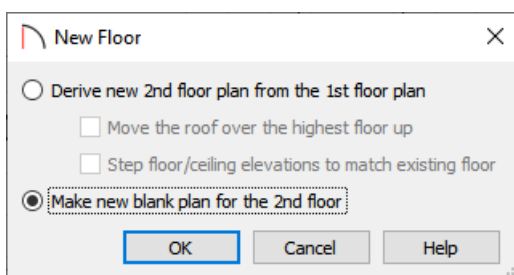 New Floor
Derive new 2nd floor plan from the 1st floor plan
Move the roof over the highest floor up
Step floor/ceiling elevations to match existing floor
Make new blank plan for the 2nd floor
OK Cancel Help